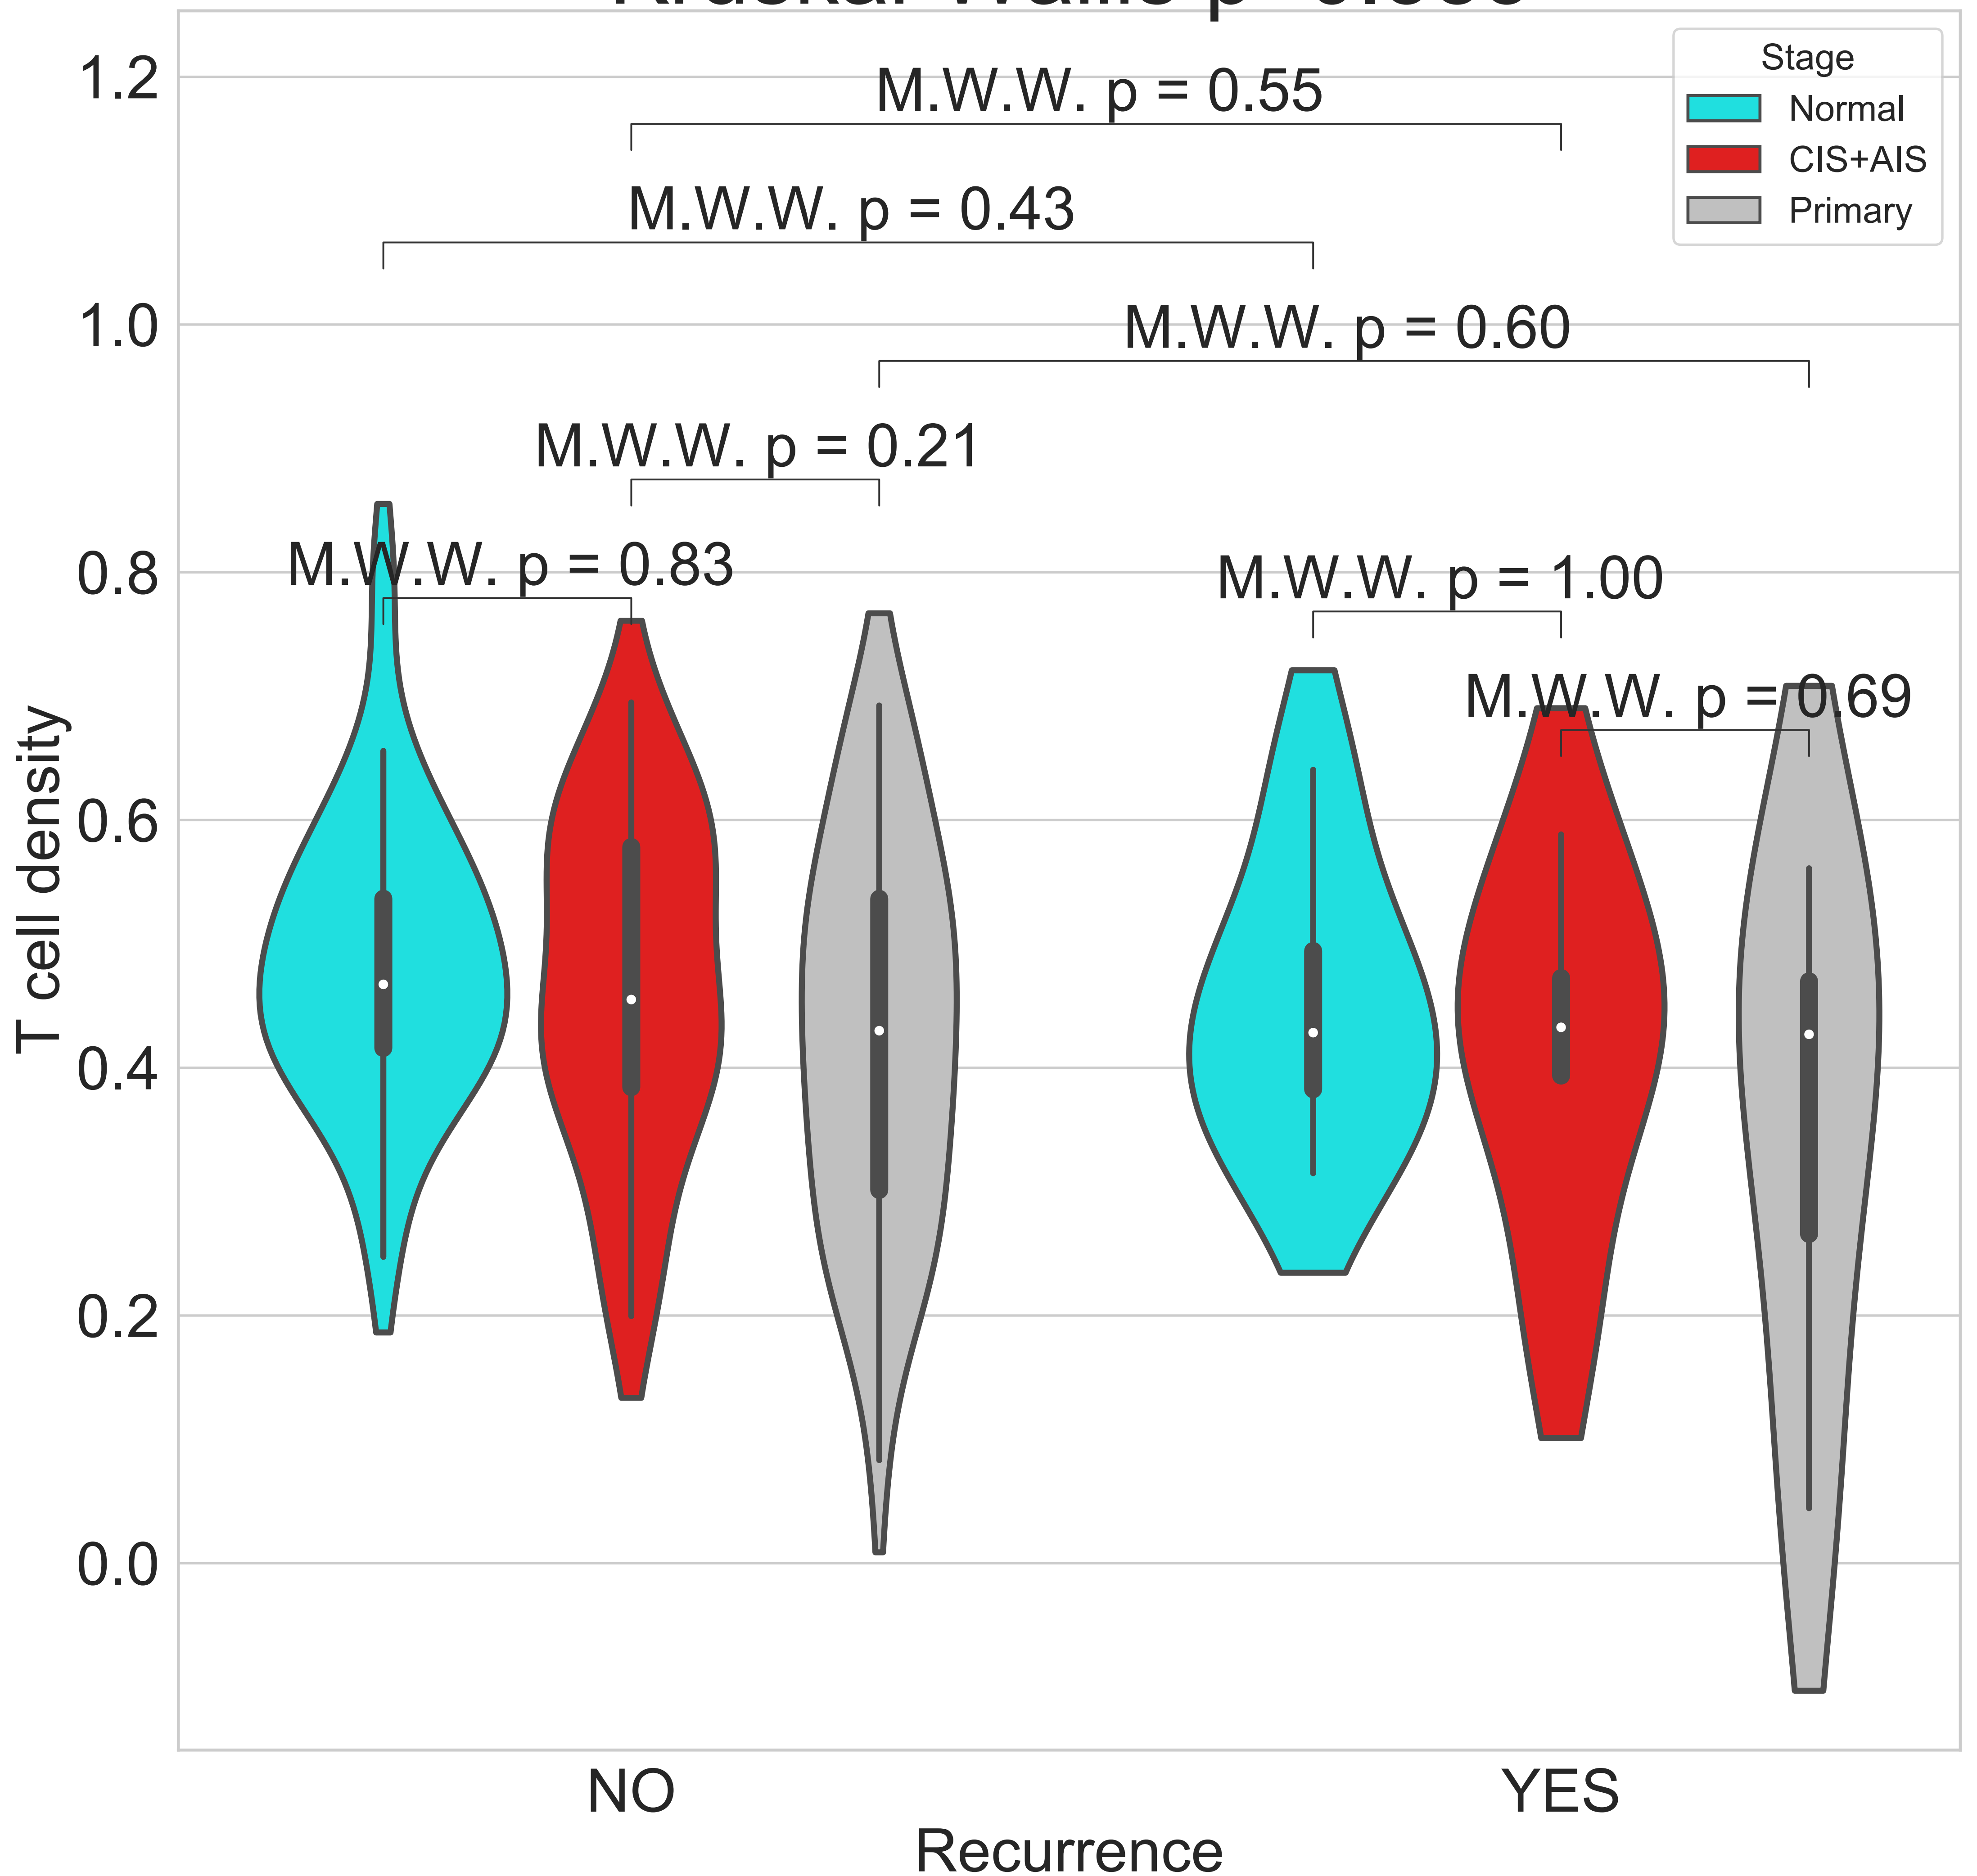 Stage
Normal
CIS+AIS
Primary
M.W.W. p = 0.55
M.W.W. p = 0.43
M.W.W. p = 0.60
M.W.W. p = 0.21
M.W.W. p = 0.83
M.W.W. p = 1.00
M.W.W. p = 0.69
1.2
1.0
0.8
0.6
0.4
0.2
0.0
T cell density
NO
YES
Recurrence